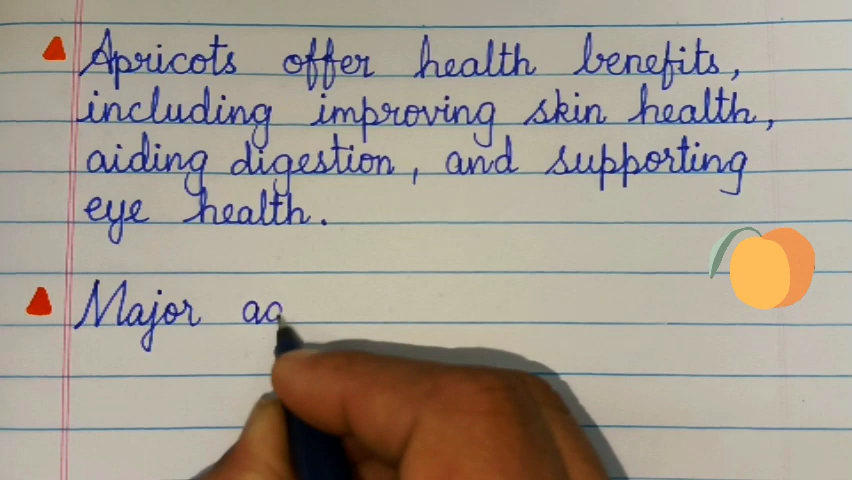 Apricots offer health benefits,
including improving skin health,
aiding digestion, and supporting
eye health.
Major